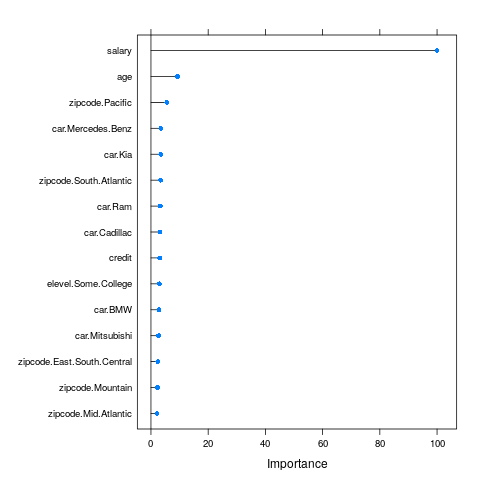 salary
age
zipcode.Pacific
car.Mercedes.Benz
car.Kia
zipcode.South.Atlantic
car.Ram
car.Cadillac
credit
elevel.Some.College
car.BMW
car.Mitsubishi
zipcode.East.South.Central
zipcode.Mountain
zipcode.Mid.Atlantic
0 20 40 60 80 100
Importance